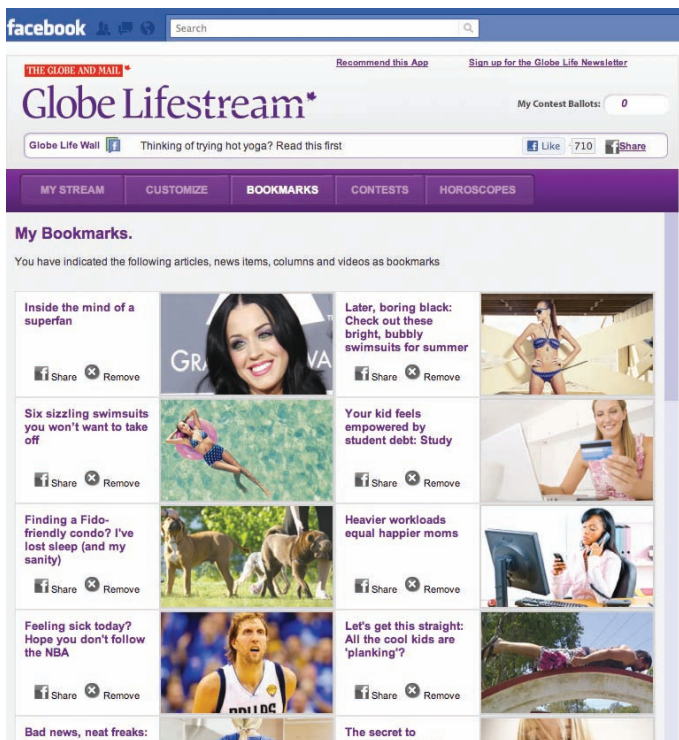 facebook
Search
Recommend this App
Sign up for the Globe Life Newsletter
THE GLOBE AND MAIL
Globe Lifestream
My Contest Ballots: 0
Globe Life Wall
Thinking of trying hot yoga? Read this first
Like
710
Share
MY STREAM
CUSTOMIZE
BOOKMARKS
CONTESTS
HOROSCOPES
My Bookmarks.
You have indicated the following articles, news items, columns and videos as bookmarks
Inside the mind of a
superfan
Share
Remove
GRA
VA
Later, boring black:
Check out these
bright, bubbly
swimsuits for summer
Share
Remove
Six sizzling swimsuits
you won't want to take
off
Share
Remove
Your kid feels
empowered by
student debt: Study
Share
Remove
Finding a Fido-
friendly condo? I've
lost sleep (and my
sanity)
Share
Remove
Heavier workloads
equal happier moms
Share
Remove
Feeling sick today?
Hope you don't follow
the NBA
Share
Remove
Let's get this straight:
All the cool kids are
'planking'?
Share
Remove
Bad news, neat freaks:
The secret to